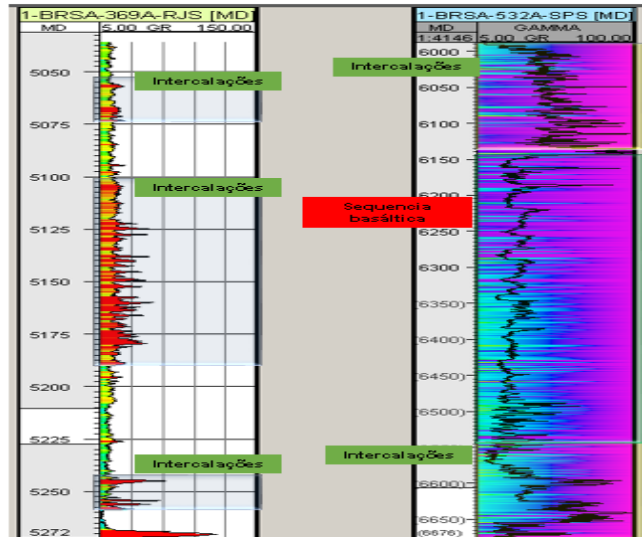 1-BRSA-369A-RJS [MD]
MD 5.00 GR 150.00
5050
Intercalações
5075
5100
Intercalações
5125
5150
5175
5200
5225
Intercalações
5250
5272
1-BRSA-532A-SPS [MD]
MD GAMMA
1:4146 5.00 GR 100.00
6000
Intercalações
6050
6100
6150
Sequencia
basáltica
6250
6300
(6350)
(6400)
(6450)
(6500)
Intercalações
(6600)
(6650)
(6676)